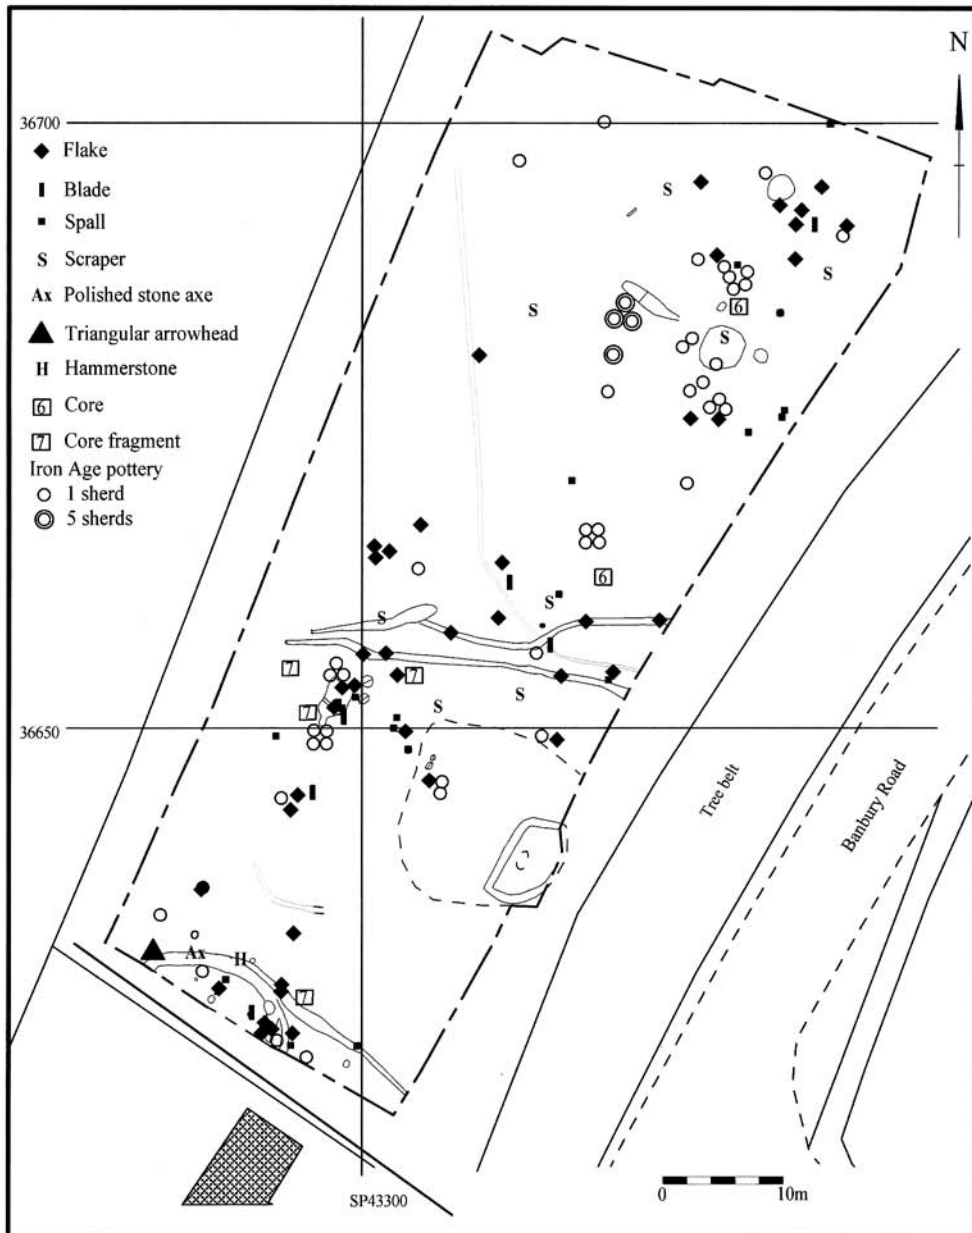 N
36700
Flake
Blade
Spall
S Scraper
Ax Polished stone axe
Triangular arrowhead
H Hammerstone
6 Core
7 Core fragment
Iron Age pottery
1 sherd
5 sherds
S
S
S
6
S
6
S
S
7
7
S
S
7
36650
Tree belt
Banbury Road
Ax
H
7
SP43300
0 10m